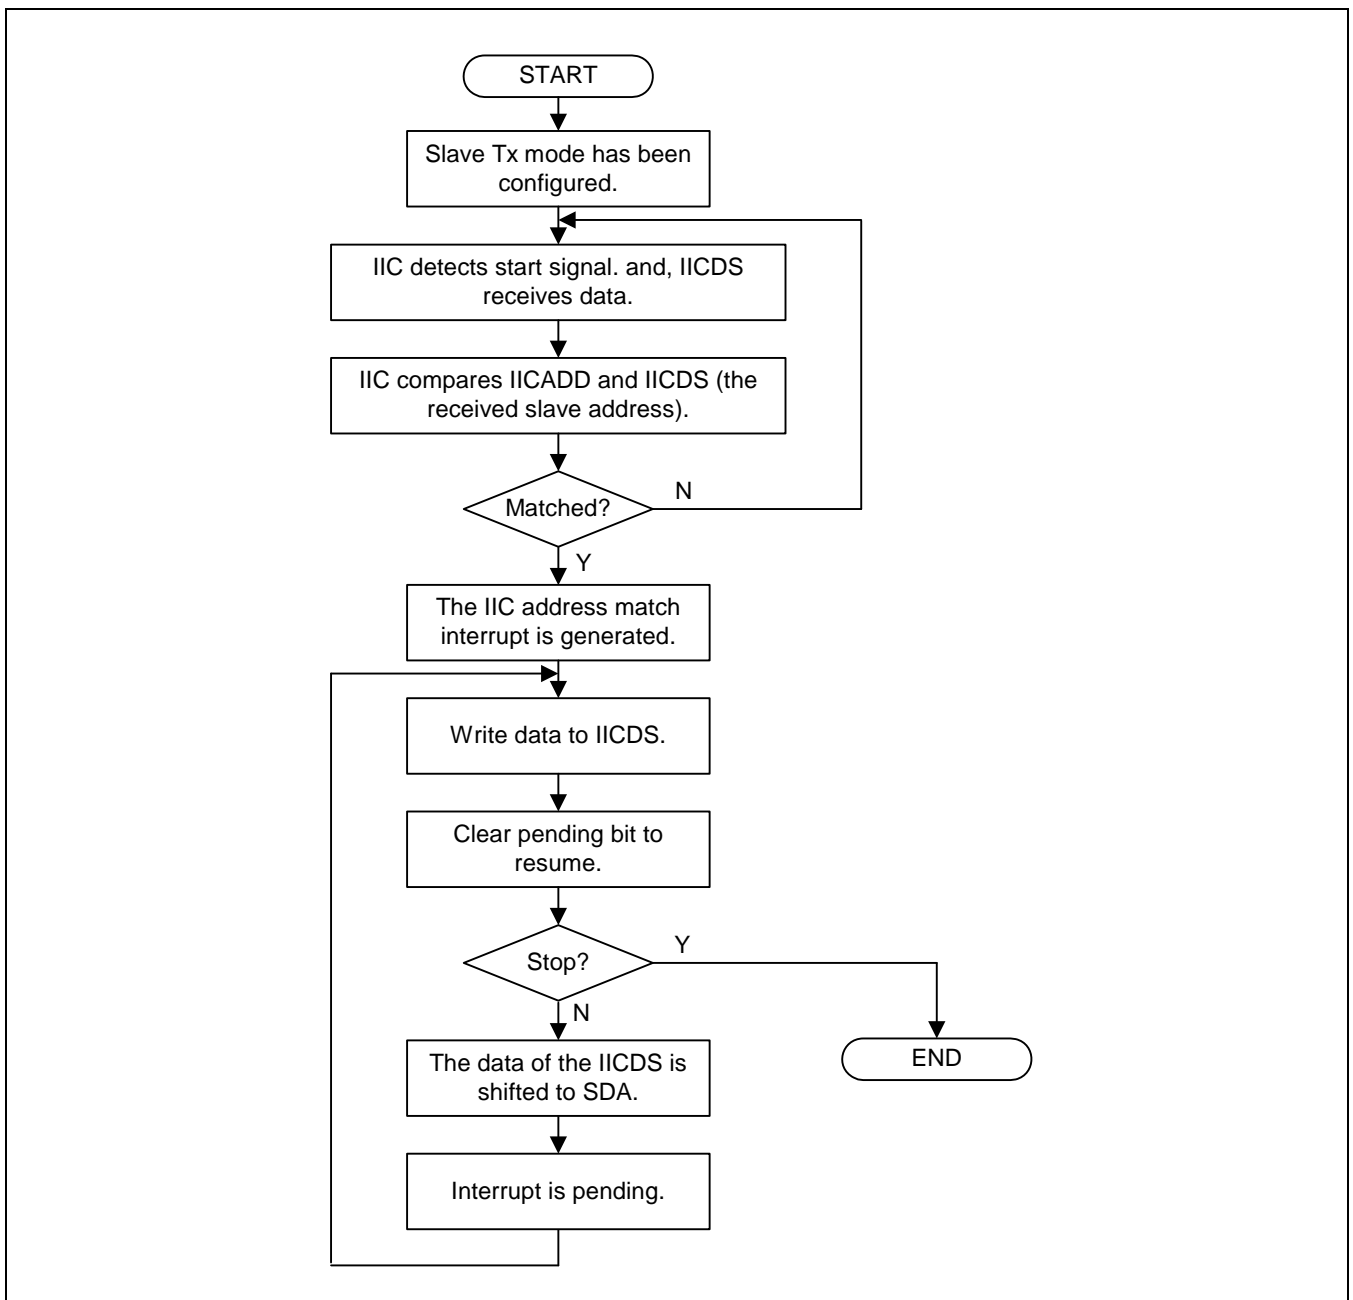 START
Slave Tx mode has been
configured.
IIC detects start signal. and, IICDS
receives data.
IIC compares IICADD and IICDS (the
received slave address).
Matched?
N
Y
The IIC address match
interrupt is generated.
Write data to IICDS.
Clear pending bit to
resume.
Stop?
Y
N
The data of the IICDS is
shifted to SDA.
END
Interrupt is pending.